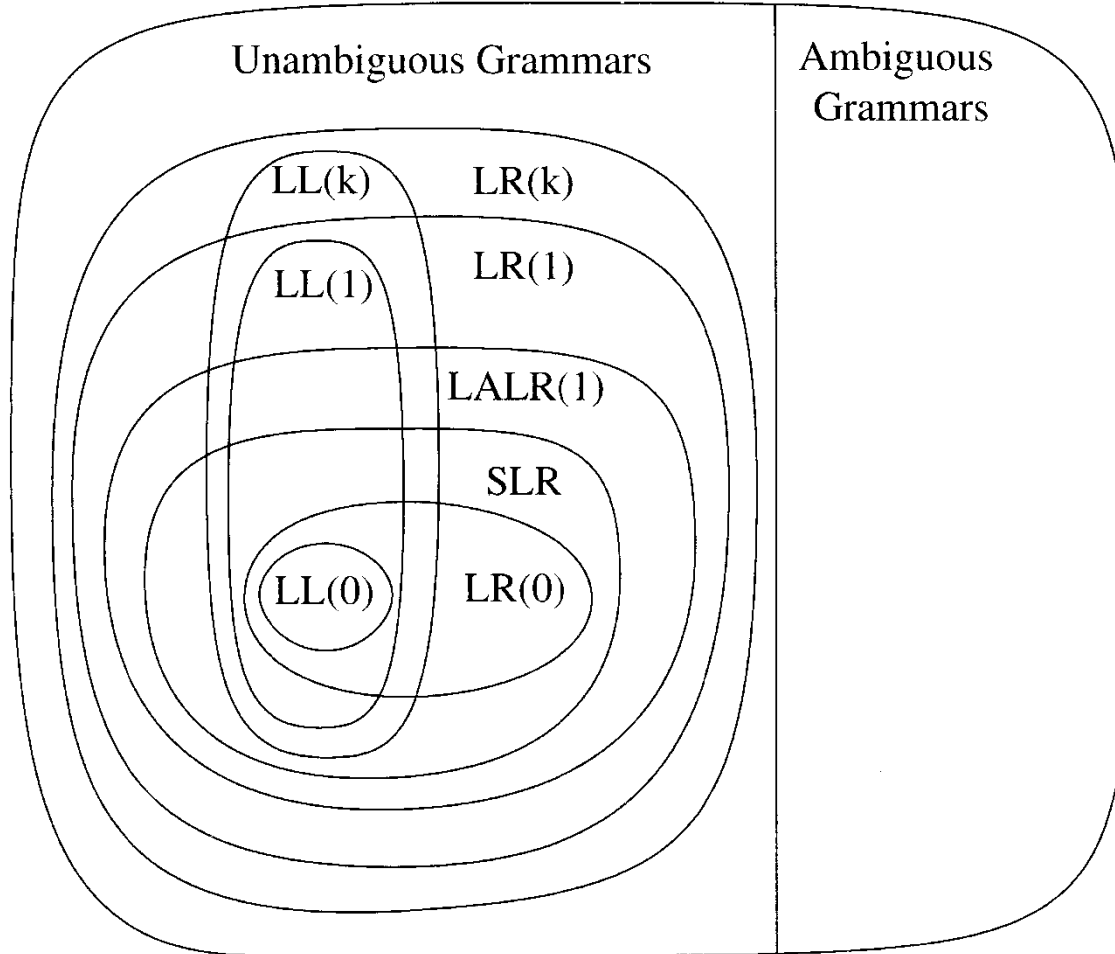 Unambiguous Grammars
Ambiguous
Grammars
LL(k)
LR(k)
LL(1)
LR(1)
LALR(1)
SLR
LL(0)
LR(0)